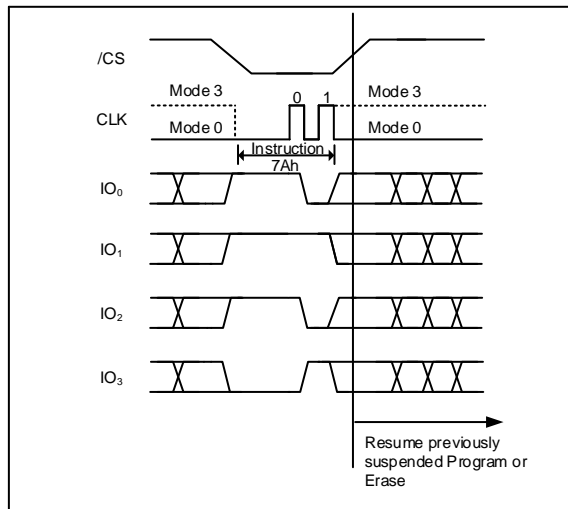 /CS
Mode 3
0 1
Mode 3
CLK
Mode 0
Mode 0
Instruction
7Ah
IO0
IO1
IO2
IO3
Resume previously
suspended Program or
Erase